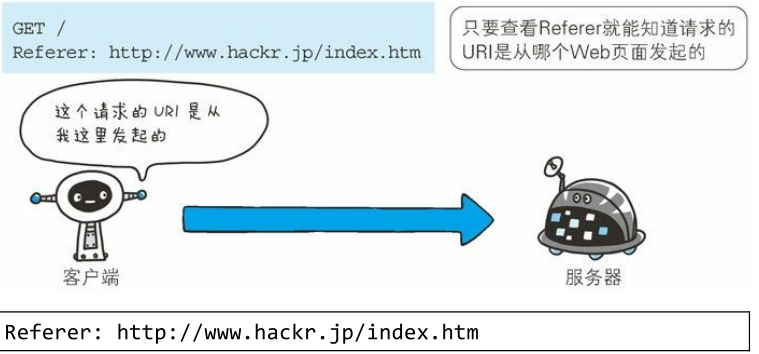 GET /
Referer: http://www.hackr.jp/index.htm
只要查看Referer就能知道请求的
URI是从哪个Web页面发起的
这个请求的 URI 是从
我这里发起的
客户端
服务器
Referer: http://www.hackr.jp/index.htm